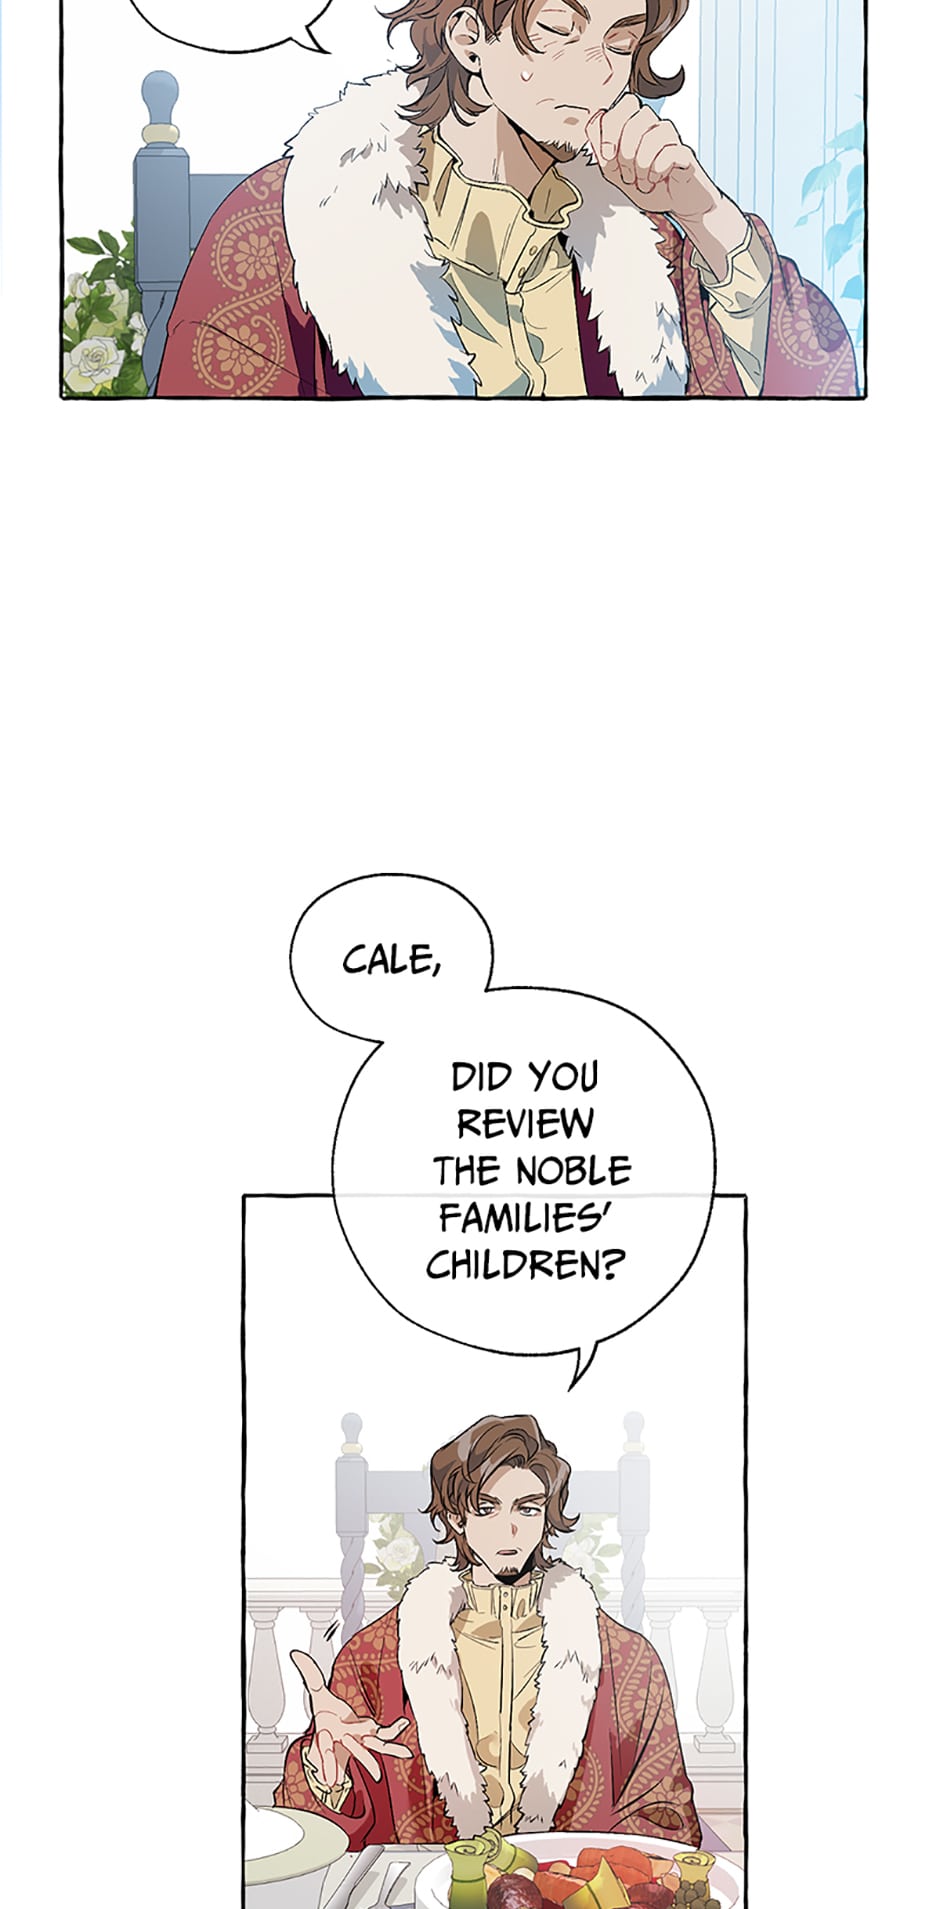 CALE,
DID YOU
REVIEW
THE NOBLE
FAMILIES'
CHILDREN?